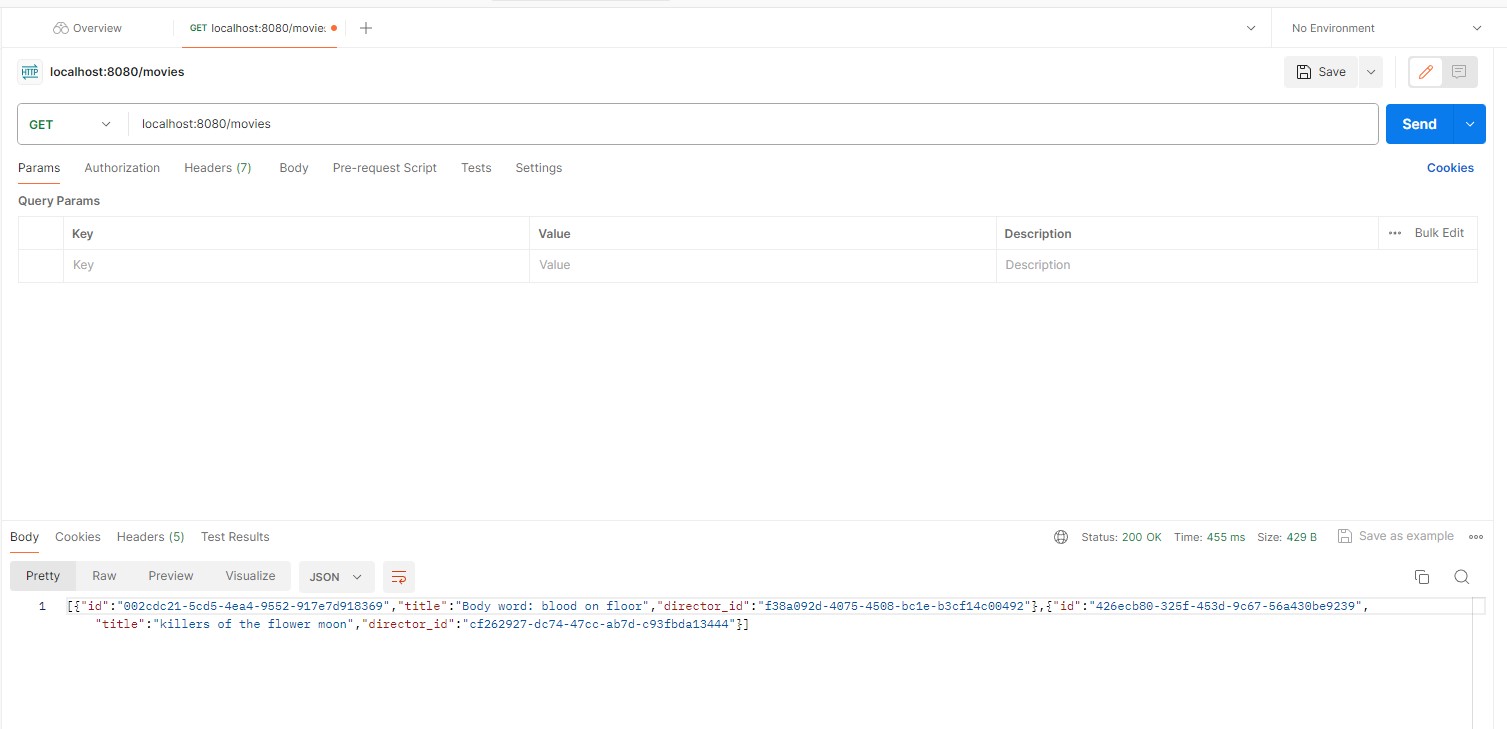 Overview
GET localhost:8080/movie:
No Environment
HTTP localhost:8080/movies
Save
GET localhost:8080/movies
Send
Params Authorization Headers (7) Body Pre-request Script Tests Settings
Cookies
Query Params
Key Value Description ••• Bulk Edit
Key Value Description
Body Cookies Headers (5) Test Results
Status: 200 OK Time: 455 ms Size: 429 B Save as example
Pretty Raw Preview Visualize JSON
1 [{"id":"002cdc21-5cd5-4ea4-9552-917e7d918369","title":"Body word: blood on floor","director_id":"f38a092d-4075-4508-bc1e-b3cf14c00492"},{"id":"426ecb80-325f-453d-9c67-56a430be9239",
"title":"killers of the flower moon","director_id":"cf262927-dc74-47cc-ab7d-c93fbda13444"}]